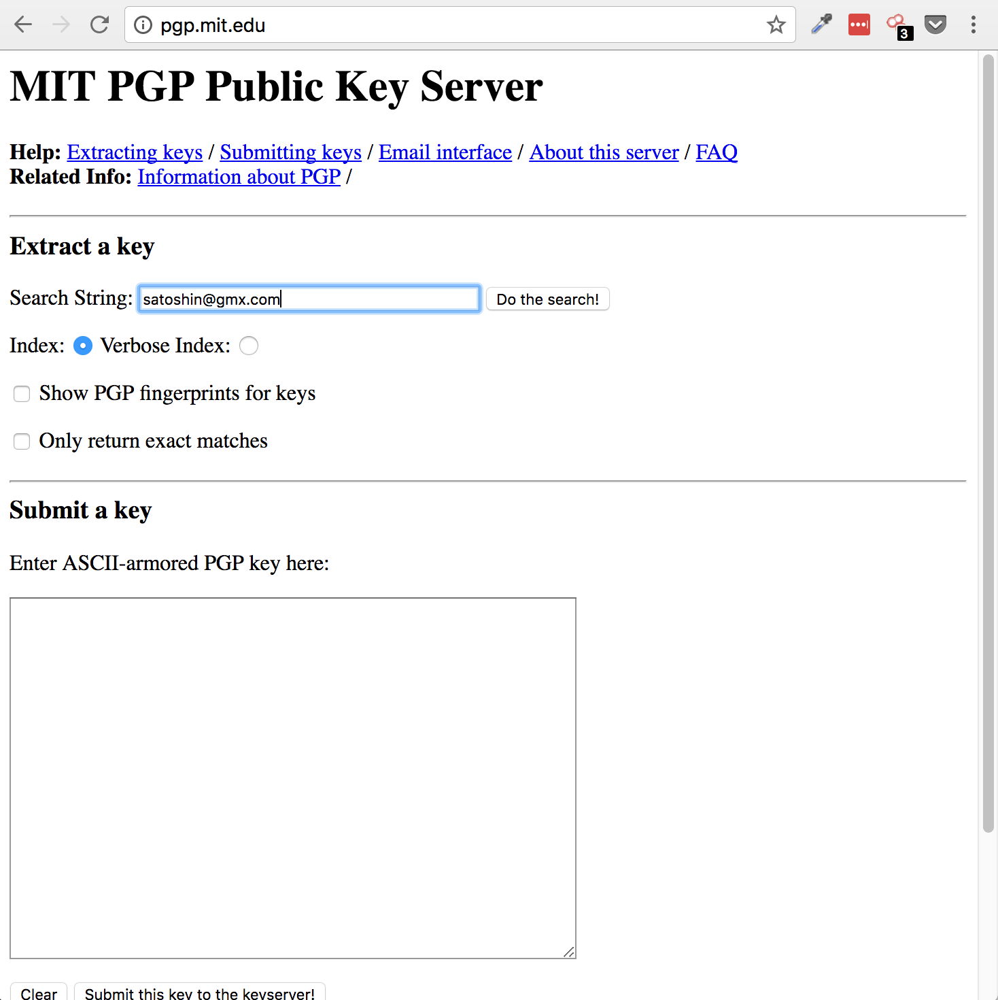 pgp.mit.edu
3
MIT PGP Public Key Server
Help: Extracting keys / Submitting keys / Email interface / About this server / FAQ
Related Info: Information about PGP /
Extract a key
Search String: satoshin@gmx.com Do the search!
Index: Verbose Index:
Show PGP fingerprints for keys
Only return exact matches
Submit a key
Enter ASCII-armored PGP key here:
Clear Submit this key to the keyserver!